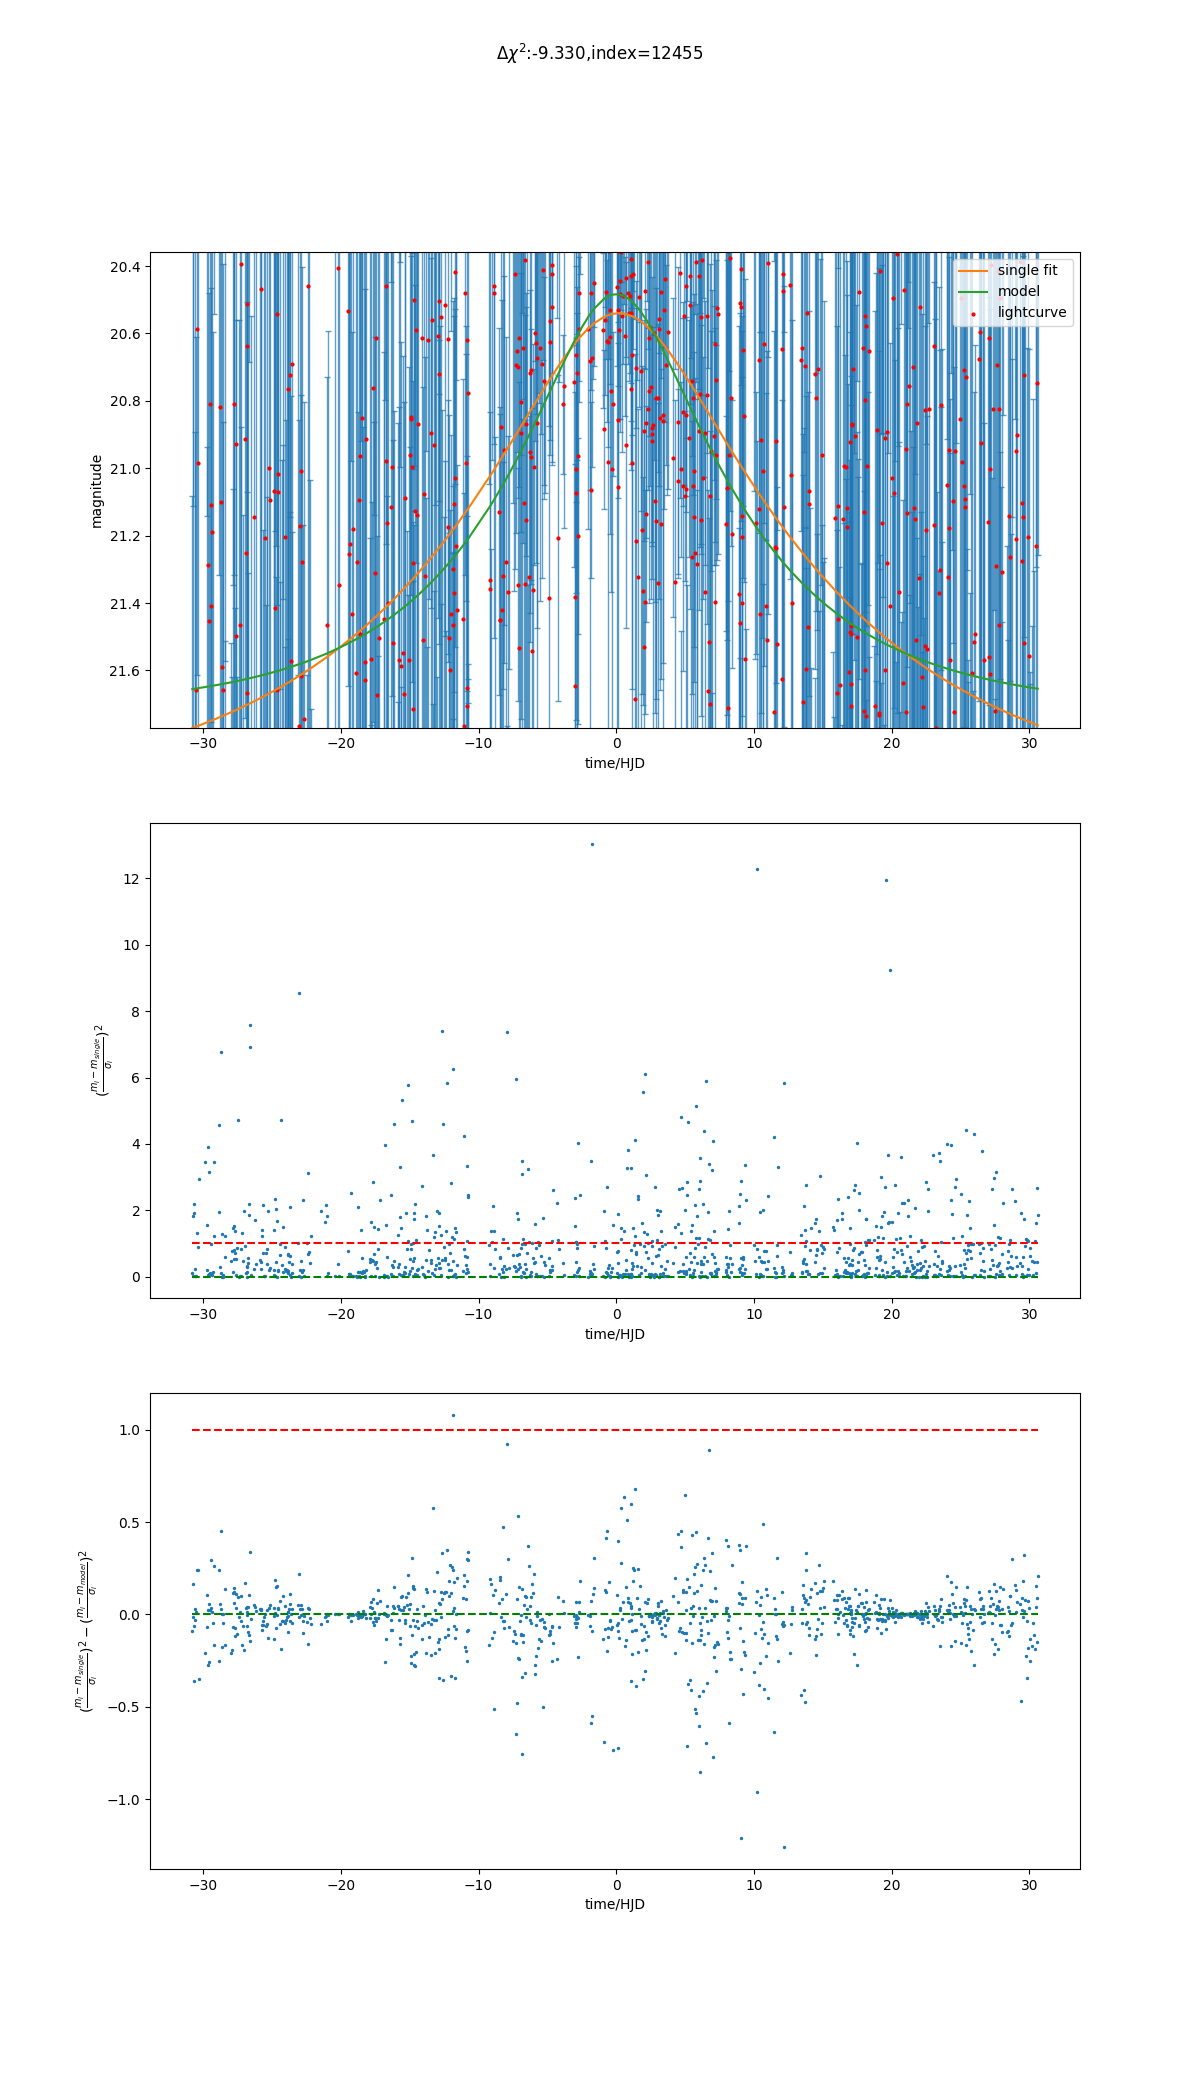 Δχ²:-9.330,index=12455
single fit
model
lightcurve
magnitude
20.4
20.6
20.8
21.0
21.2
21.4
21.6
−30 −20 −10 0 10 20 30
time/HJD
(m_i − m_single / σ_i)²
12
10
8
6
4
2
0
−30 −20 −10 0 10 20 30
time/HJD
(m_i − m_single / σ_i)² − (m_i − m_model / σ_i)²
1.0
0.5
0.0
−0.5
−1.0
−30 −20 −10 0 10 20 30
time/HJD